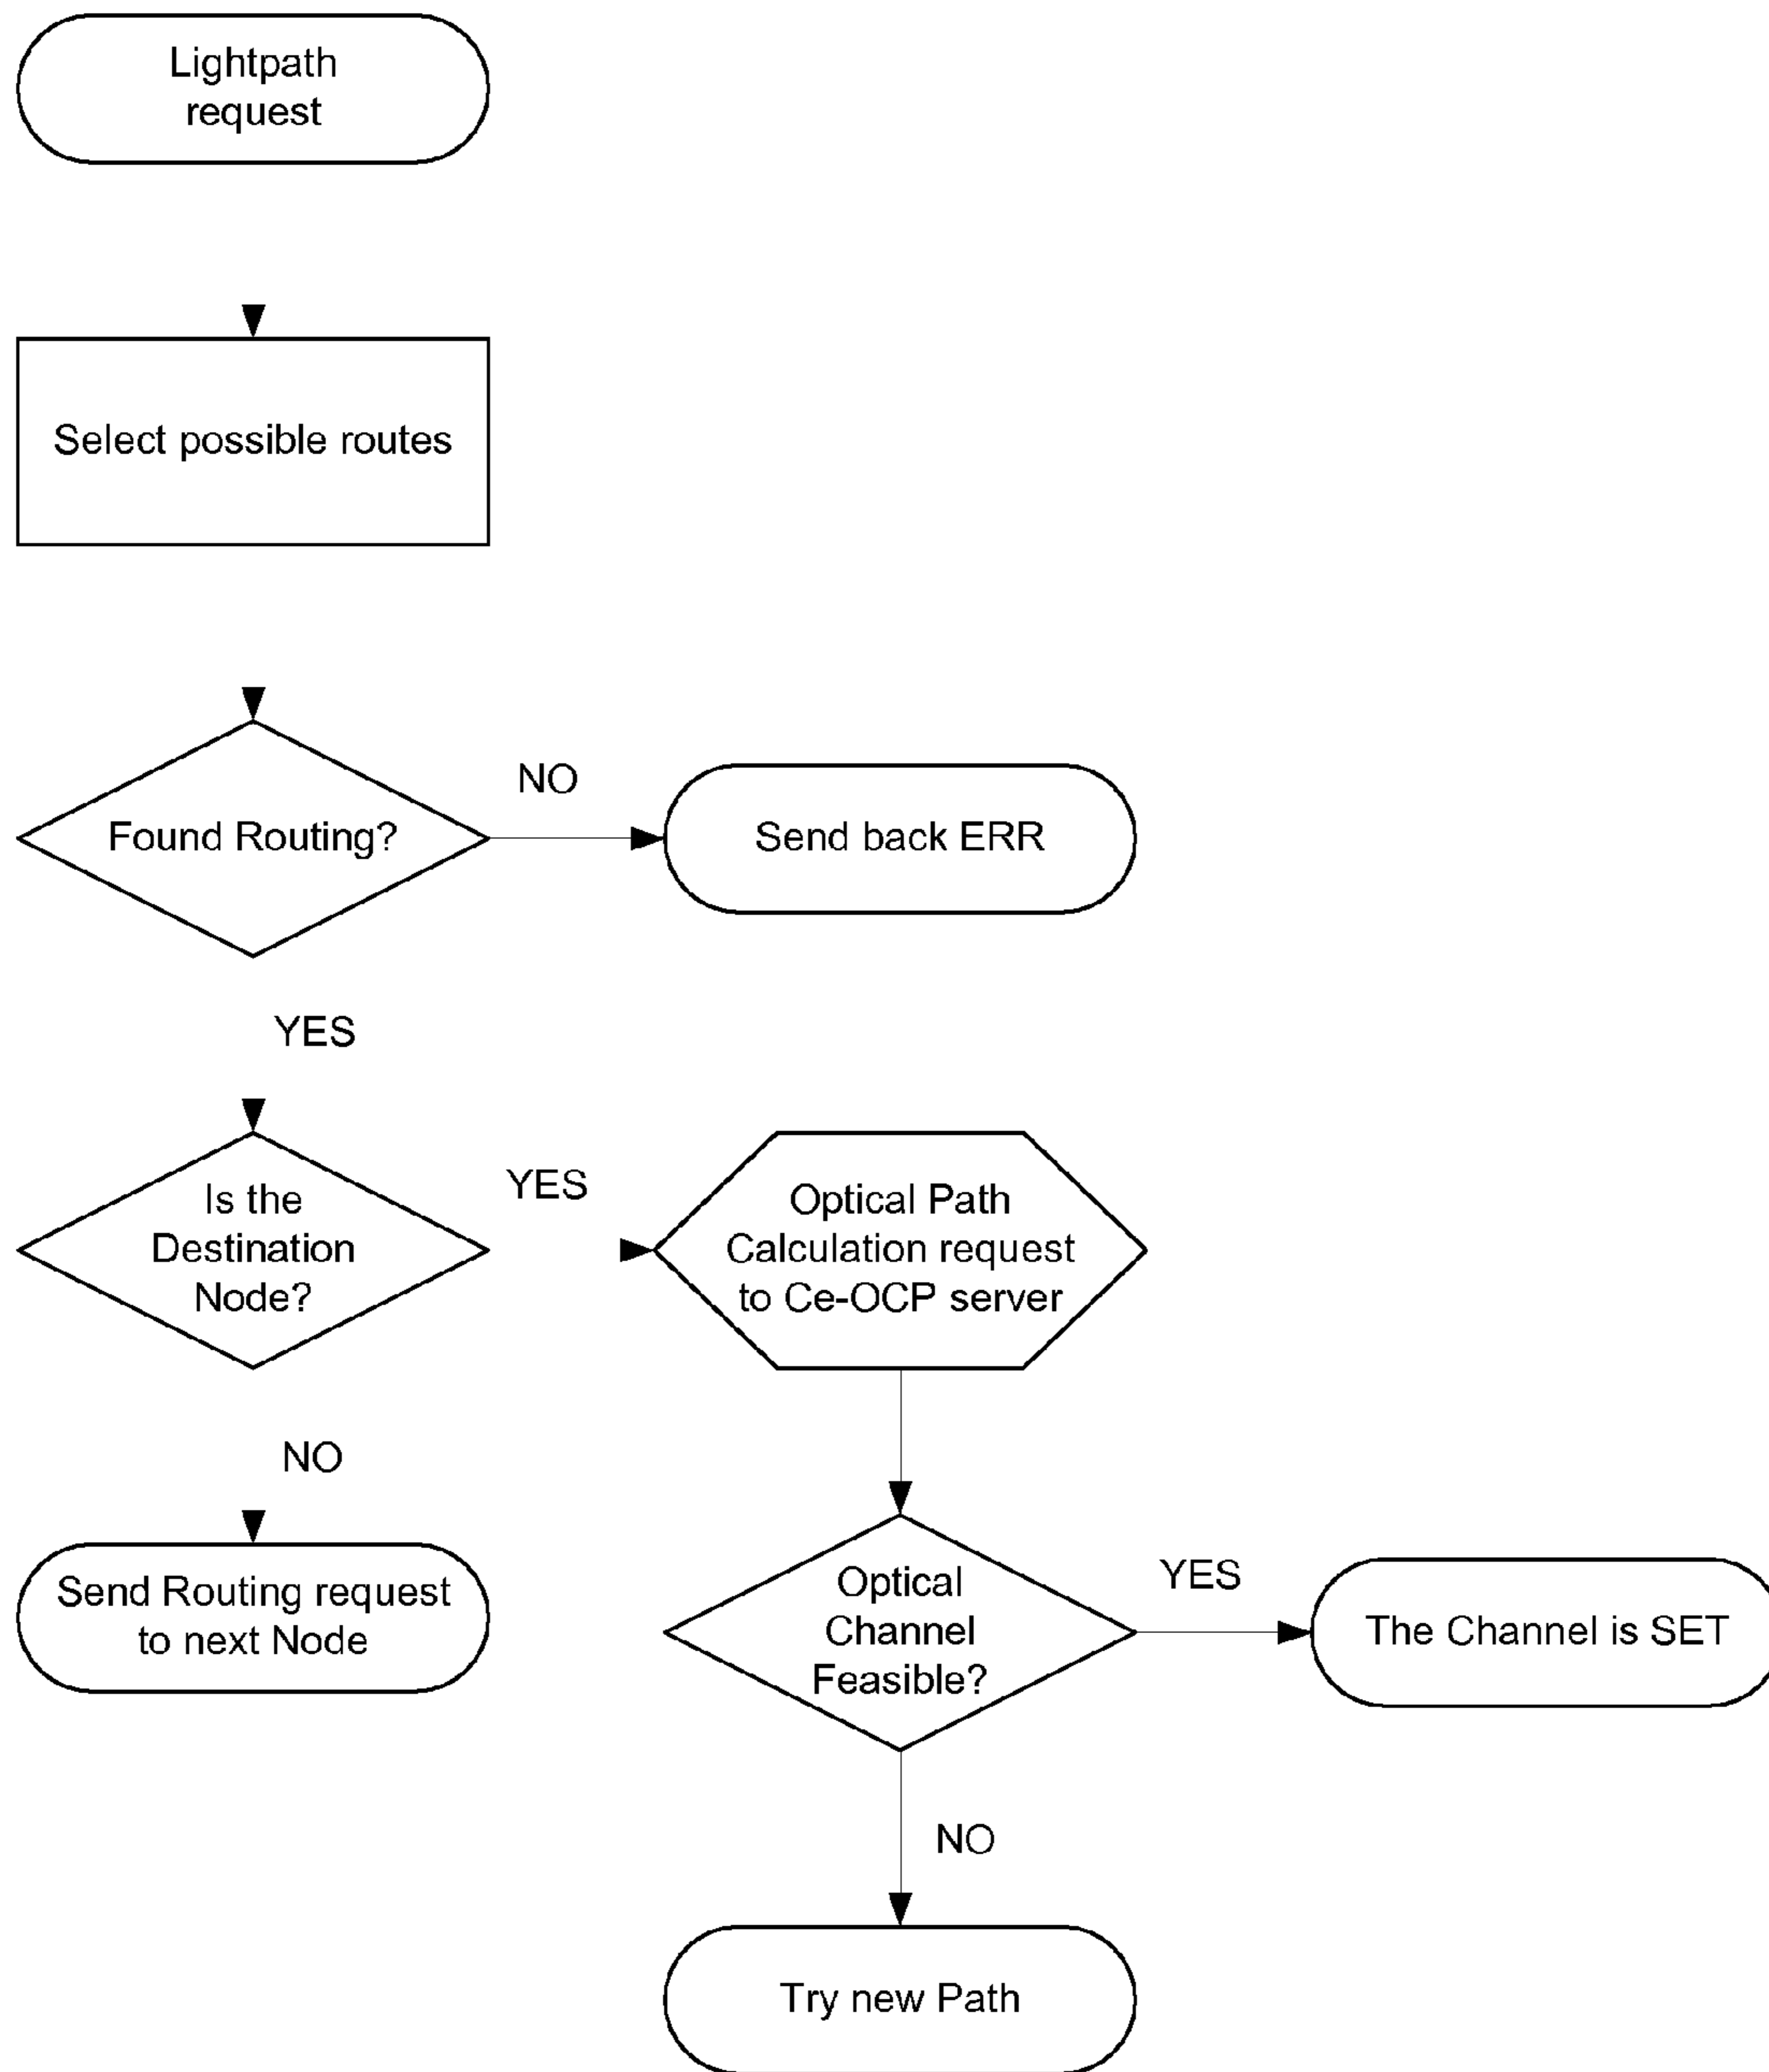 Lightpath
request
Select possible routes
Found Routing?
NO
Send back ERR
YES
Is the
Destination
Node?
YES
Optical Path
Calculation request
to Ce-OCP server
NO
Send Routing request
to next Node
Optical
Channel
Feasible?
YES
The Channel is SET
NO
Try new Path